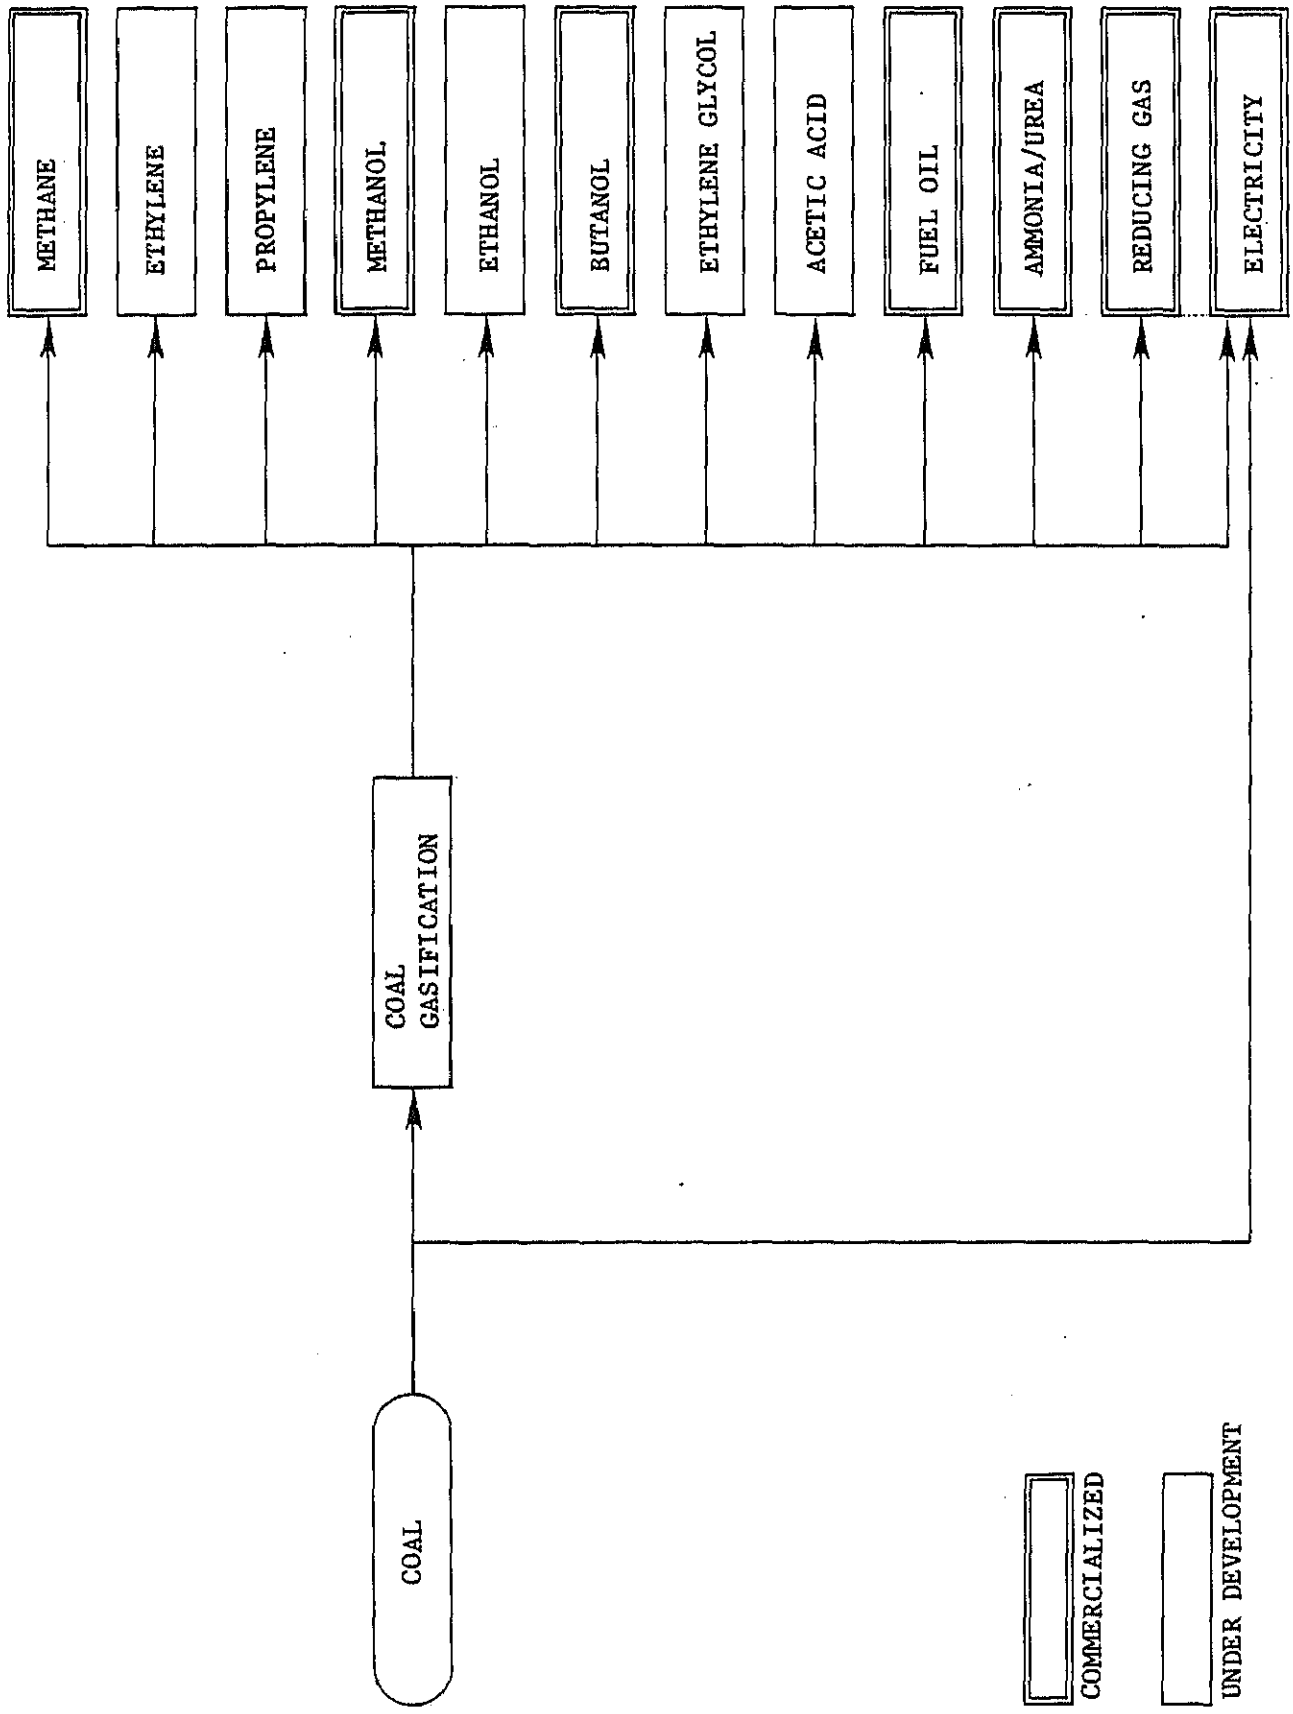 COAL
COAL
GASIFICATION
METHANE
ETHYLENE
PROPYLENE
METHANOL
ETHANOL
BUTANOL
ETHYLENE GLYCOL
ACETIC ACID
FUEL OIL
AMMONIA/UREA
REDUCING GAS
ELECTRICITY
COMMERCIALIZED
UNDER DEVELOPMENT